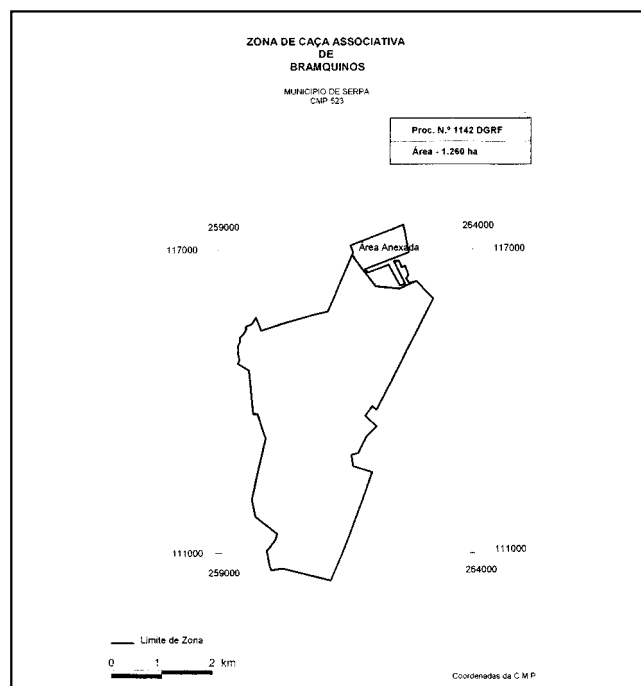 ZONA DE CAÇA ASSOCIATIVA
DE
BRAMQUINOS
MUNICIPIO DE SERPA
CMP 523
Proc. N.º 1142 DGRF
Área - 1.260 ha
259000
264000
117000
Área Anexada
117000
111000
111000
259000
264000
Limite de Zona
0 1 2 km
Coordenadas da C.M.P